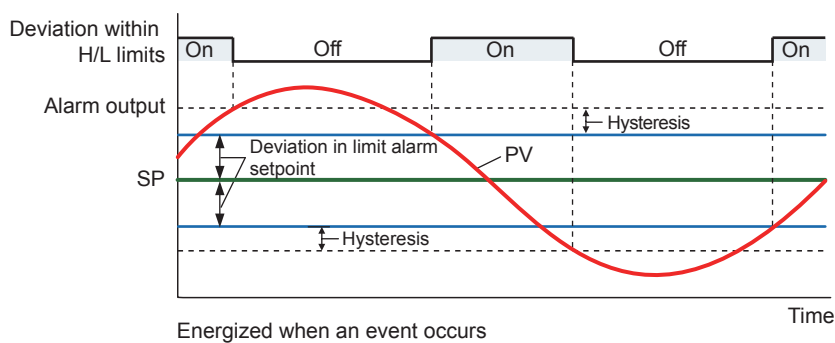 Deviation within
H/L limits
On
Off
On
Off
On
Alarm output
Hysteresis
Deviation in limit alarm
setpoint
PV
SP
Hysteresis
Time
Energized when an event occurs